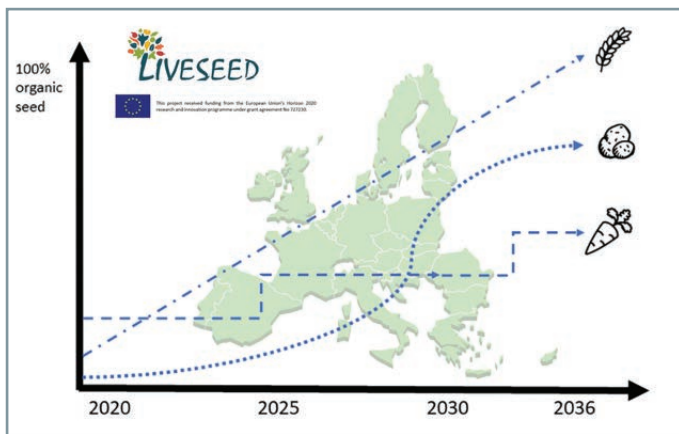 100%
organic
seed
LIVESEED
This project received funding from the European Union's Horizon 2020
research and innovation programme under grant agreement No 727230.
2020
2025
2030
2036